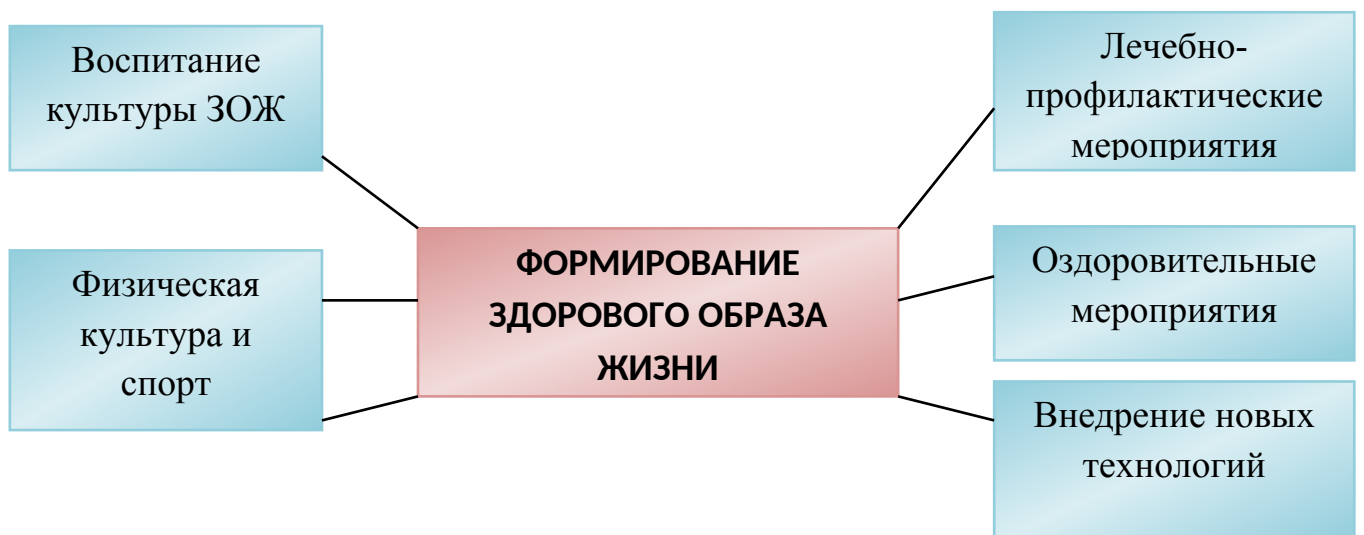 Воспитание
культуры ЗОЖ
Физическая
культура и
спорт
ФОРМИРОВАНИЕ
ЗДОРОВОГО ОБРАЗА
ЖИЗНИ
Лечебно-
профилактические
мероприятия
Оздоровительные
мероприятия
Внедрение новых
технологий